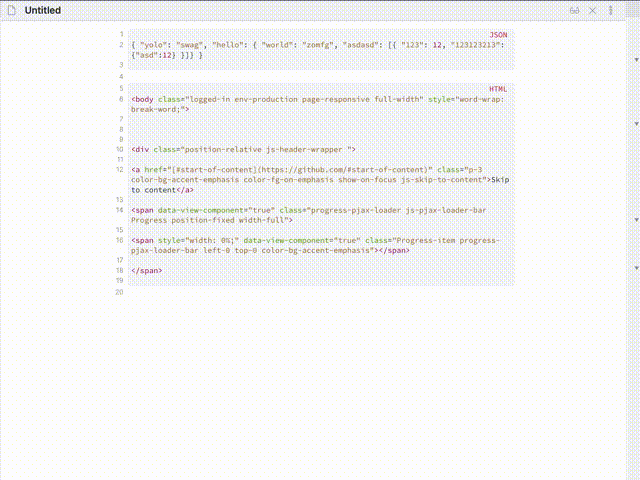 Untitled
1
JSON
2 { "yolo": "swag", "hello": { "world": "zomfg", "asdasd": [{ "123": 12, "123123213":
{"asd":12} }]} }
3
4
5
HTML
6 <body class="logged-in env-production page-responsive full-width" style="word-wrap:
break-word;">
7
8
9
10 <div class="position-relative js-header-wrapper ">
11
12 <a href="[#start-of-content](https://github.com/#start-of-content)" class="p-3
color-bg-accent-emphasis color-fg-on-emphasis show-on-focus js-skip-to-content">Skip
to content</a>
13
14 <span data-view-component="true" class="progress-pjax-loader js-pjax-loader-bar
Progress position-fixed width-full">
15
16 <span style="width: 0%;" data-view-component="true" class="Progress-item progress-
pjax-loader-bar left-0 top-0 color-bg-accent-emphasis"></span>
17
18 </span>
19
20